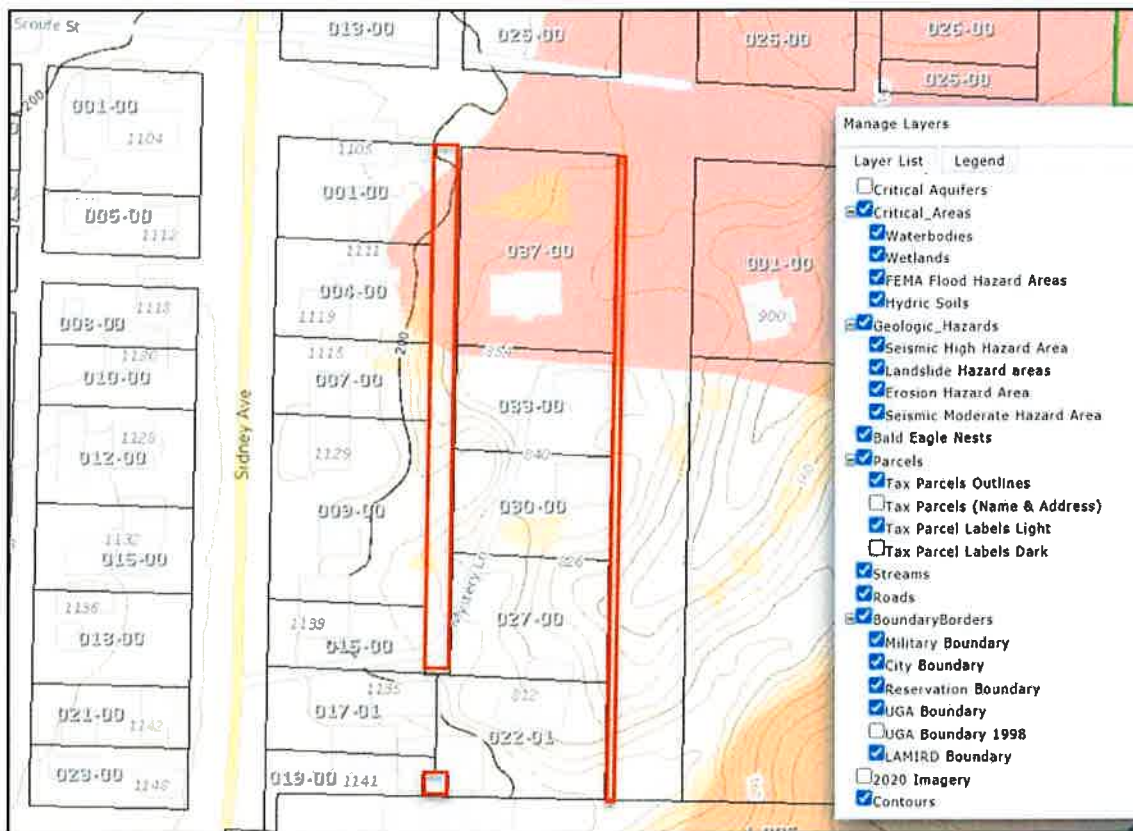 Scroufe St
013-00
025-00
025-00
026-00
025-00
200
001-00
1104
005-00
1112
1105
001-00
1111
004-00
1119
037-00
001-00
900
008-00
1118
1120
010-00
1115
007-00
200
854
033-00
840
1128
012-00
Sidney Ave
1129
009-00
030-00
826
1132
015-00
Mystery Ln
027-00
1136
018-00
1139
015-00
812
1135
017-01
022-01
021-00
1142
023-00
1146
019-00 1141
Manage Layers
Layer List
Legend
Critical Aquifers
Critical_Areas
Waterbodies
Wetlands
FEMA Flood Hazard Areas
Hydric Soils
Geologic_Hazards
Seismic High Hazard Area
Landslide Hazard areas
Erosion Hazard Area
Seismic Moderate Hazard Area
Bald Eagle Nests
Parcels
Tax Parcels Outlines
Tax Parcels (Name & Address)
Tax Parcel Labels Light
Tax Parcel Labels Dark
Streams
Roads
BoundaryBorders
Military Boundary
City Boundary
Reservation Boundary
UGA Boundary
UGA Boundary 1998
LAMIRD Boundary
2020 Imagery
Contours